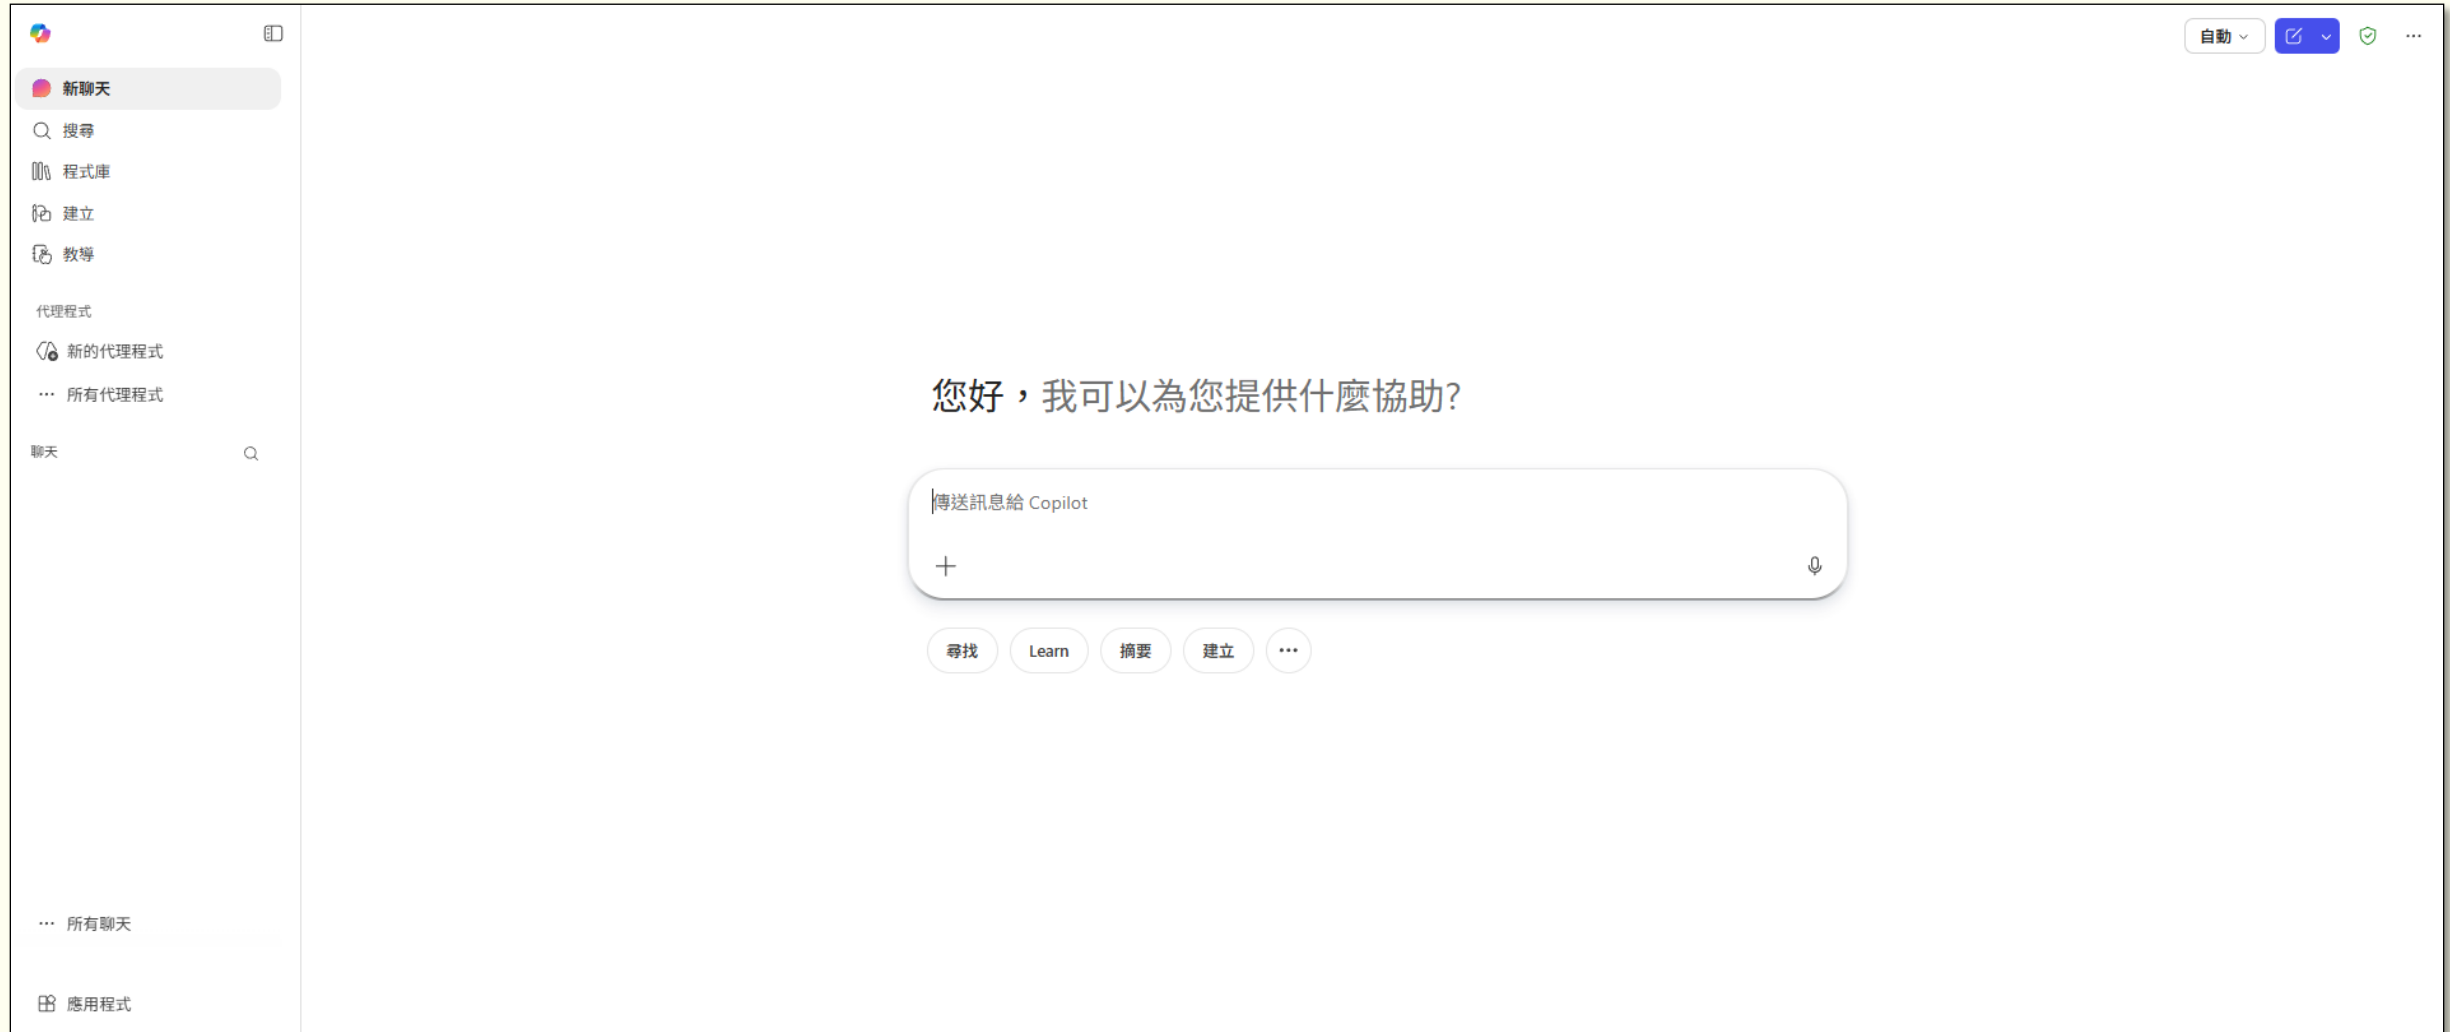 新聊天
搜尋
程式庫
建立
教導
代理程式
新的代理程式
所有代理程式
聊天
所有聊天
應用程式
自動
您好，我可以為您提供什麼協助?
傳送訊息給 Copilot
尋找
Learn
摘要
建立